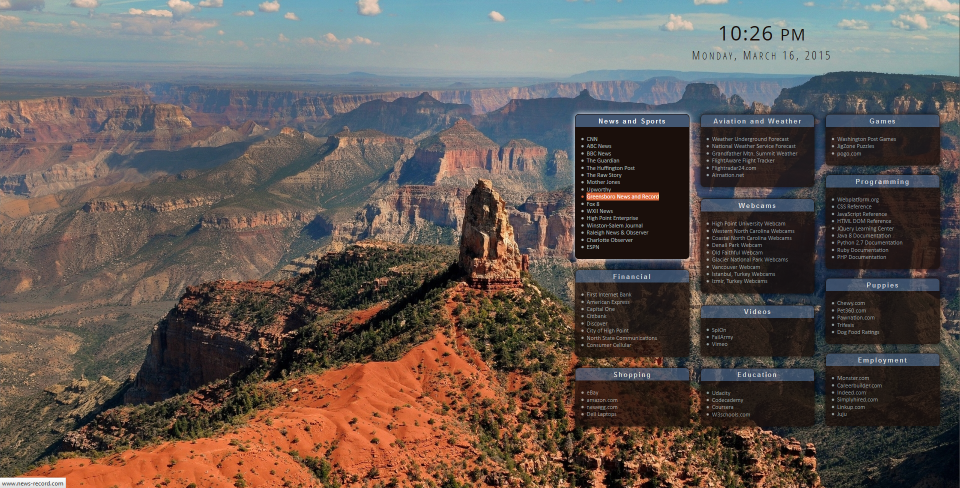 10:26 PM
Monday, March 16, 2015
News and Sports
CNN
ABC News
BBC News
The Guardian
The Huffington Post
The Raw Story
Mother Jones
Upworthy
Greensboro News and Record
Fox 8
WXII News
High Point Enterprise
Winston-Salem Journal
Raleigh News & Observer
Charlotte Observer
ESPN
Financial
First Internet Bank
American Express
Capital One
Citibank
Discover
City of High Point
North State Communications
Consumer Cellular
Shopping
eBay
amazon.com
newegg.com
Dell Laptops
Aviation and Weather
Weather Underground Forecast
National Weather Service Forecast
Grandfather Mtn. Summit Weather
FlightAware Flight Tracker
Flightradar24.com
Airnation.net
Webcams
High Point University Webcam
Western North Carolina Webcams
Coastal North Carolina Webcams
Denali Park Webcam
Old Faithful Webcam
Glacier National Park Webcams
Vancouver Webcam
Istanbul, Turkey Webcams
Izmir, Turkey Webcams
Videos
SplOn
FailArmy
Vimeo
Education
Udacity
Codecademy
Coursera
W3schools.com
Games
Washington Post Games
JigZone Puzzles
pogo.com
Programming
Webplatform.org
CSS Reference
JavaScript Reference
HTML DOM Reference
JQuery Learning Center
Java 8 Documentation
Python 2.7 Documentation
Ruby Documentation
PHP Documentation
Puppies
Chewy.com
Pet360.com
Pawnation.com
Trifexis
Dog Food Ratings
Employment
Monster.com
Careerbuilder.com
Indeed.com
Simplyhired.com
Linkup.com
Juju
www.news-record.com